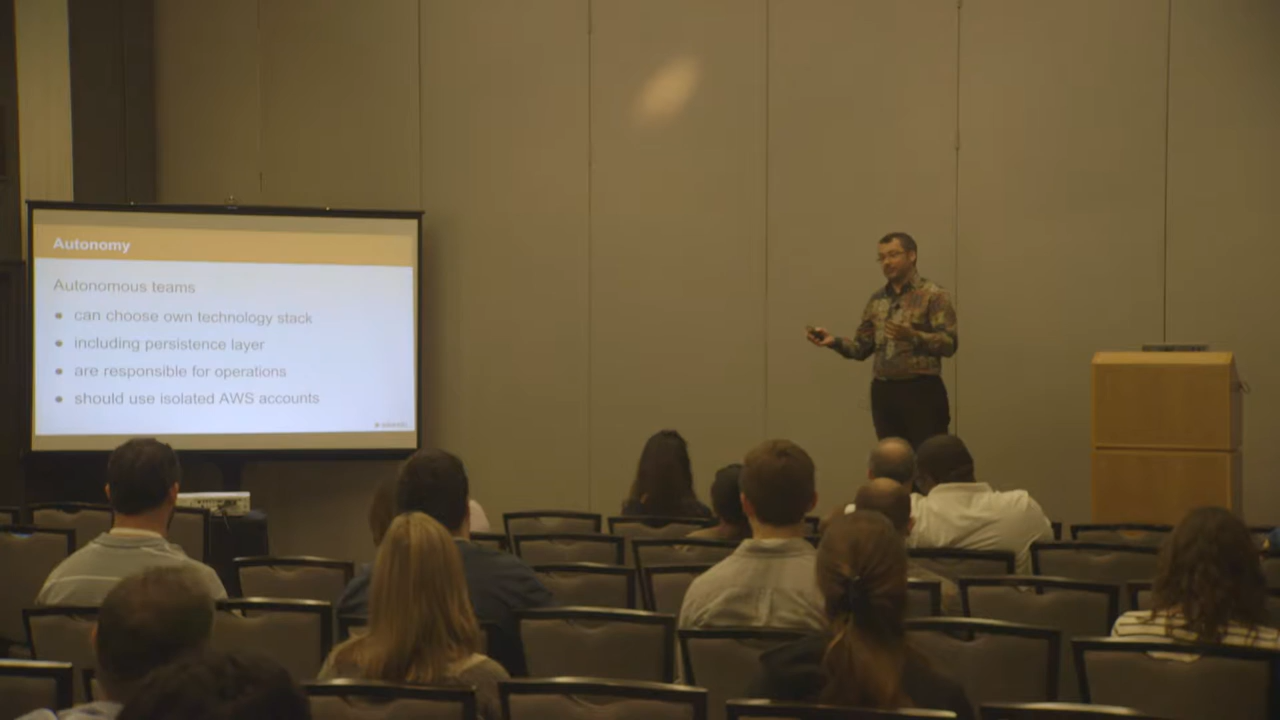 Autonomy
Autonomous teams
can choose own technology stack
including persistence layer
are responsible for operations
should use isolated AWS accounts